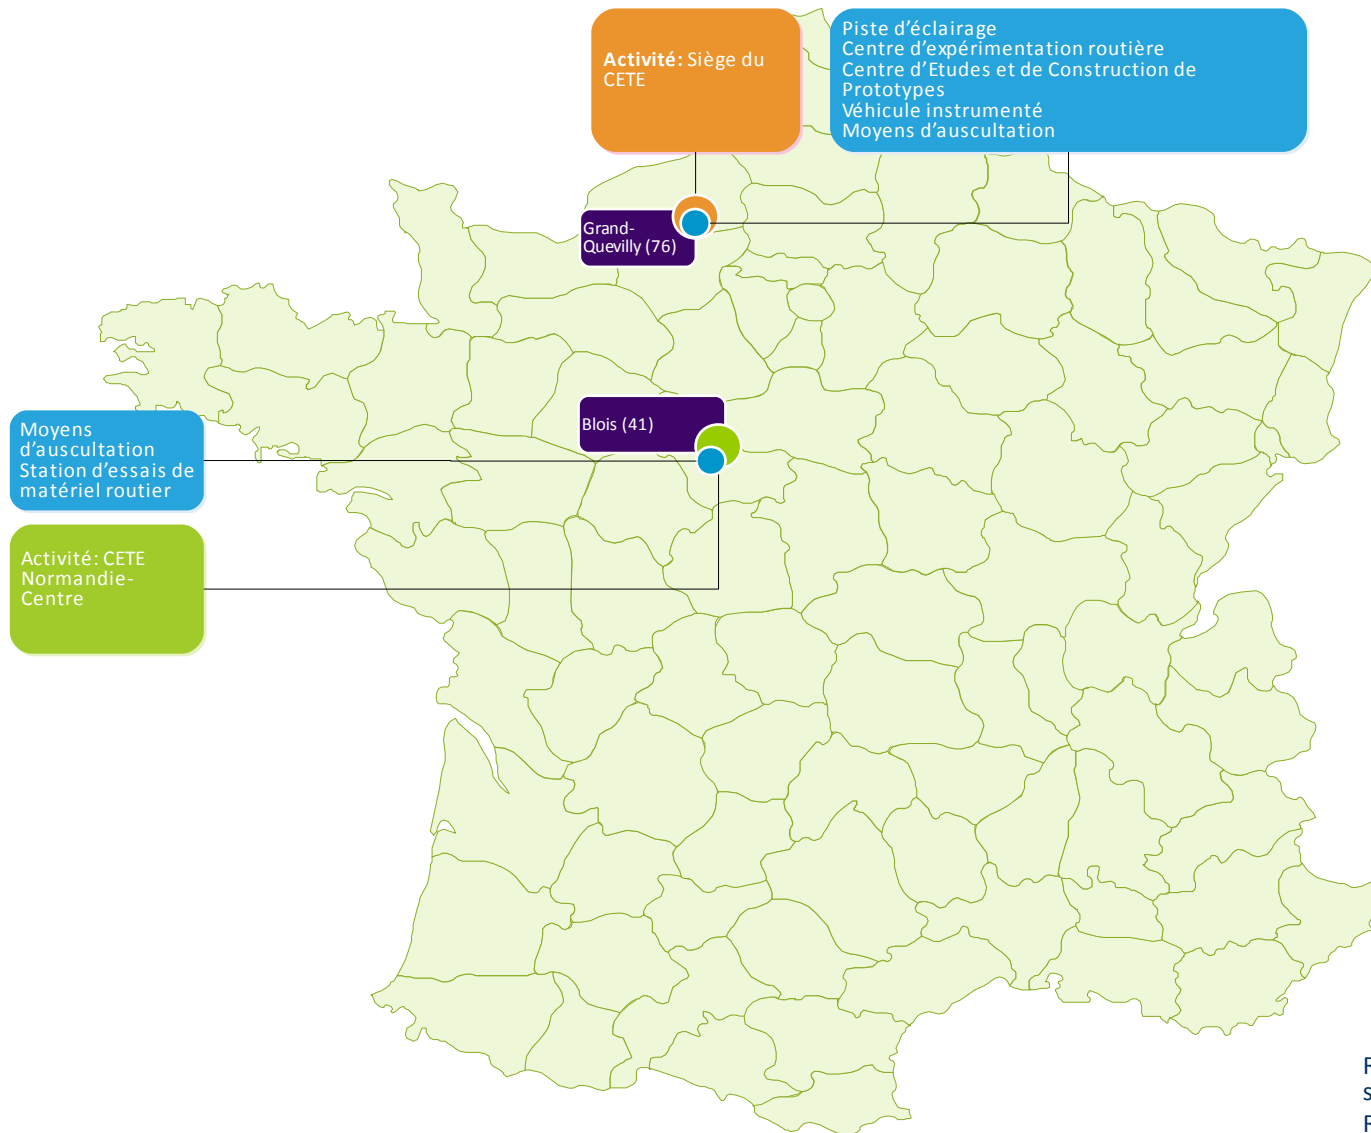 Activité: Siège du
CETE
Piste d’éclairage
Centre d’expérimentation routière
Centre d’Etudes et de Construction de
Prototypes
Véhicule instrumenté
Moyens d’auscultation
Grand-
Quevilly (76)
Blois (41)
Moyens
d’auscultation
Station d’essais de
matériel routier
Activité: CETE
Normandie-
Centre